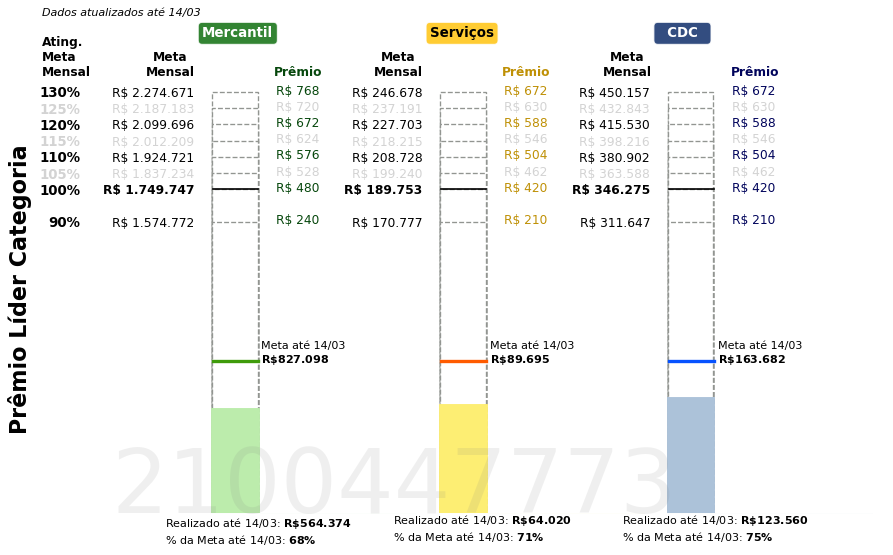 Dados atualizados até 14/03
Mercantil Serviços CDC
Ating.
Meta Meta Meta Meta
Mensal Mensal Prêmio Mensal Prêmio Mensal Prêmio
130% R$ 2.274.671 R$ 768 R$ 246.678 R$ 672 R$ 450.157 R$ 672
125% R$ 2.187.183 R$ 720 R$ 237.191 R$ 630 R$ 432.843 R$ 630
120% R$ 2.099.696 R$ 672 R$ 227.703 R$ 588 R$ 415.530 R$ 588
115% R$ 2.012.209 R$ 624 R$ 218.215 R$ 546 R$ 398.216 R$ 546
110% R$ 1.924.721 R$ 576 R$ 208.728 R$ 504 R$ 380.902 R$ 504
105% R$ 1.837.234 R$ 528 R$ 199.240 R$ 462 R$ 363.588 R$ 462
100% R$ 1.749.747 R$ 480 R$ 189.753 R$ 420 R$ 346.275 R$ 420
90% R$ 1.574.772 R$ 240 R$ 170.777 R$ 210 R$ 311.647 R$ 210
Prêmio Líder Categoria
Meta até 14/03 Meta até 14/03 Meta até 14/03
R$827.098 R$89.695 R$163.682
2100447773
Realizado até 14/03: R$564.374 Realizado até 14/03: R$64.020 Realizado até 14/03: R$123.560
% da Meta até 14/03: 68% % da Meta até 14/03: 71% % da Meta até 14/03: 75%